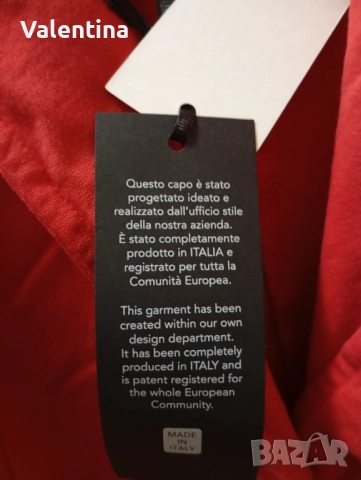 Valentina
Questo capo è stato
progettato ideato e
realizzato dall'ufficio stile
della nostra azienda.
È stato completamente
prodotto in ITALIA e
registrato per tutta la
Comunità Europea.
This garment has been
created within our own
design department.
It has been completely
produced in ITALY and
is patent registered for
the whole European
Community.
MADE
IN
ITALY
BAZAR